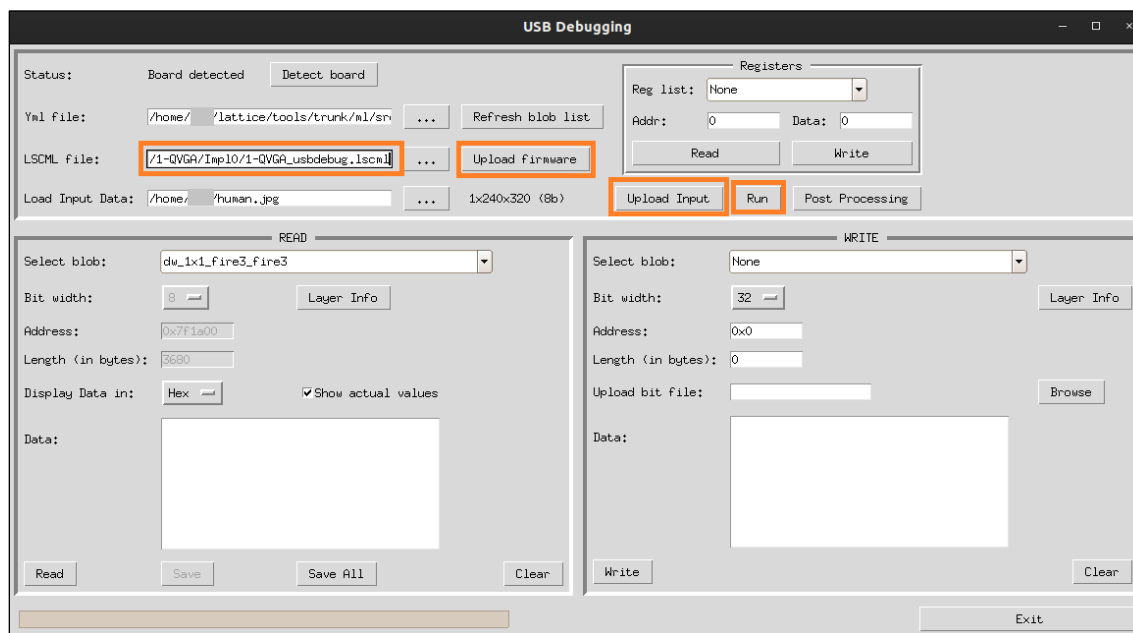 USB Debugging
Status: Board detected Detect board
Registers
Reg list: None
Yml file: /home/ /lattice/tools/trunk/ml/sr ... Refresh blob list
Addr: 0 Data: 0
LSCML file: /1-QVGA/Impl0/1-QVGA_usbdebug.lscml ... Upload firmware
Read Write
Load Input Data: /home/ /human.jpg ... 1x240x320 (8b) Upload Input Run Post Processing
READ
Select blob: dw_1x1_fire3_fire3
Bit width: 8 Layer Info
Address: 0x7f1a00
Length (in bytes): 3680
Display Data in: Hex Show actual values
Data:
Read Save Save All Clear
WRITE
Select blob: None
Bit width: 32 Layer Info
Address: 0x0
Length (in bytes): 0
Upload bit file: Browse
Data:
Write Clear
Exit